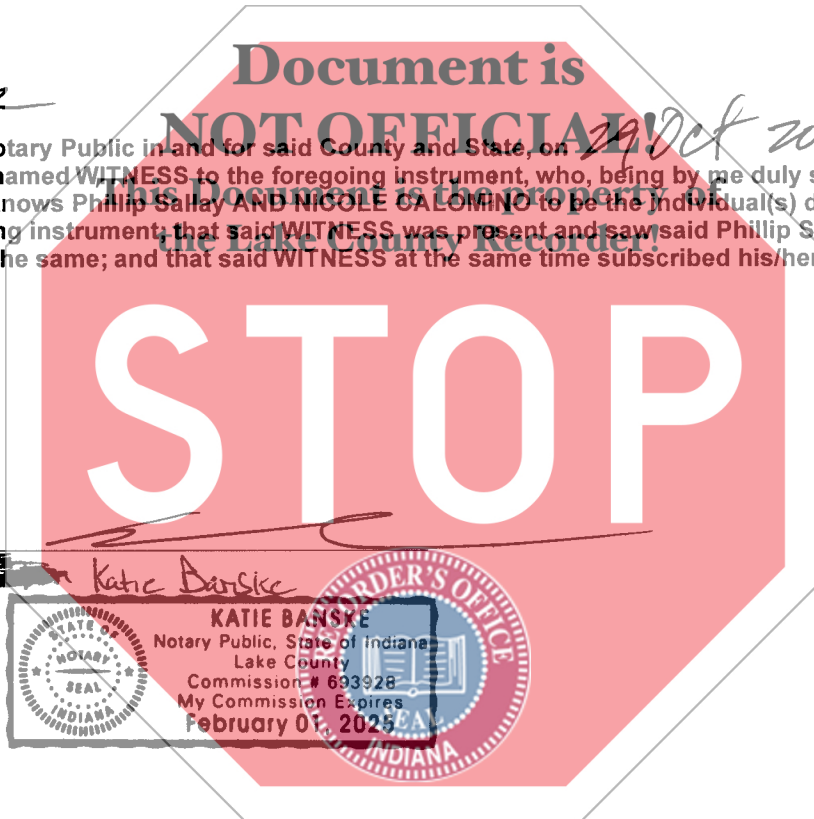 Document is
NOT OFFICIAL!
This Document is the property of
the Lake County Recorder!
otary Public in and for said County and State, on 29 Oct 20
named WITNESS to the foregoing instrument, who, being by me duly s
nows Phillip Sallay AND NICOLE CALOMINO to be the individual(s) d
ng instrument; that said WITNESS was present and saw said Phillip S
he same; and that said WITNESS at the same time subscribed his/her
STOP
Katie Banske
KATIE BANSKE
Notary Public, State of Indiana
Lake County
Commission # 693928
My Commission Expires
February 01, 2025
STATE OF
NOTARY
SEAL
INDIANA
RECORDER'S OFFICE
SEAL
INDIANA